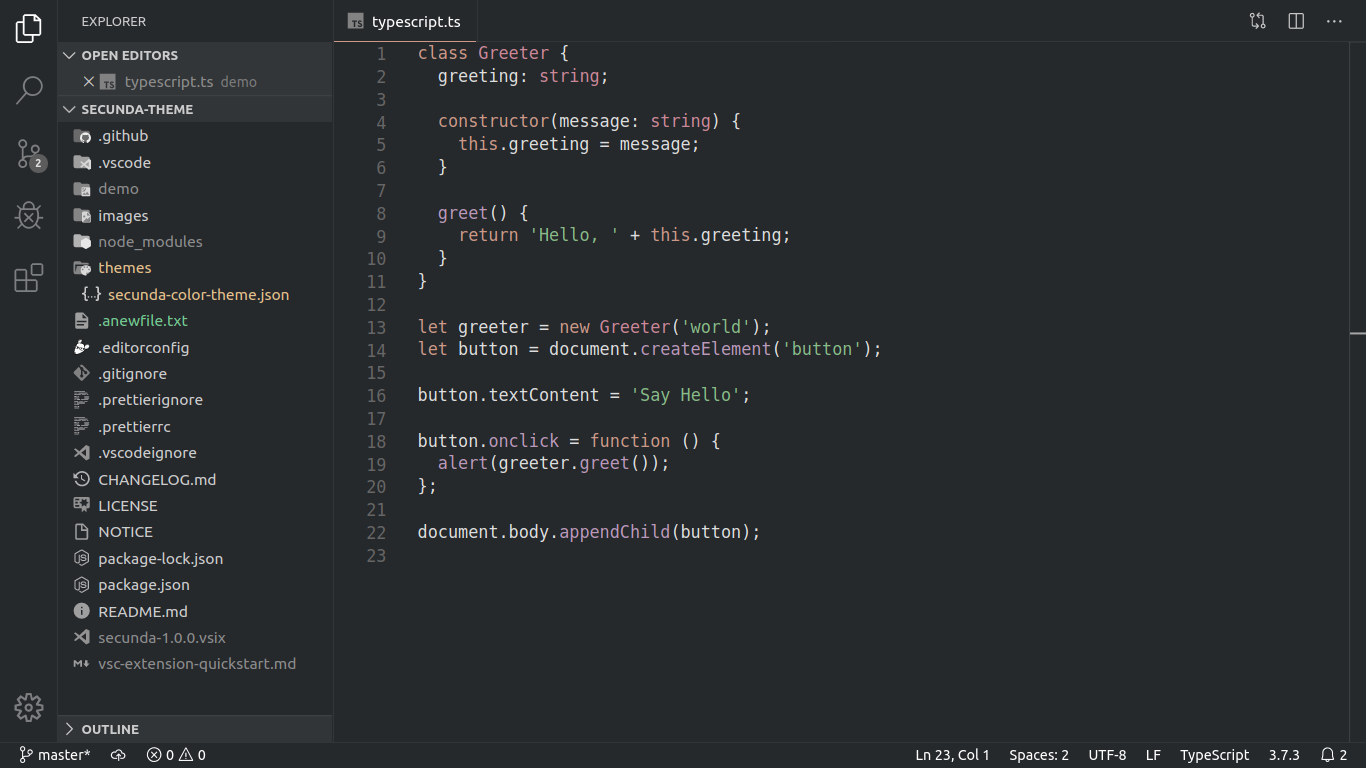 EXPLORER
OPEN EDITORS
TS typescript.ts demo
SECUNDA-THEME
.github
.vscode
demo
images
node_modules
themes
{..} secunda-color-theme.json
.anewfile.txt
.editorconfig
.gitignore
.prettierignore
.prettierrc
.vscodeignore
CHANGELOG.md
LICENSE
NOTICE
JS package-lock.json
JS package.json
README.md
secunda-1.0.0.vsix
M vsc-extension-quickstart.md
OUTLINE
2
TS typescript.ts
1 class Greeter {
2   greeting: string;
3
4   constructor(message: string) {
5     this.greeting = message;
6   }
7
8   greet() {
9     return 'Hello, ' + this.greeting;
10   }
11 }
12
13 let greeter = new Greeter('world');
14 let button = document.createElement('button');
15
16 button.textContent = 'Say Hello';
17
18 button.onclick = function () {
19   alert(greeter.greet());
20 };
21
22 document.body.appendChild(button);
23
master* 0 0 Ln 23, Col 1 Spaces: 2 UTF-8 LF TypeScript 3.7.3 2